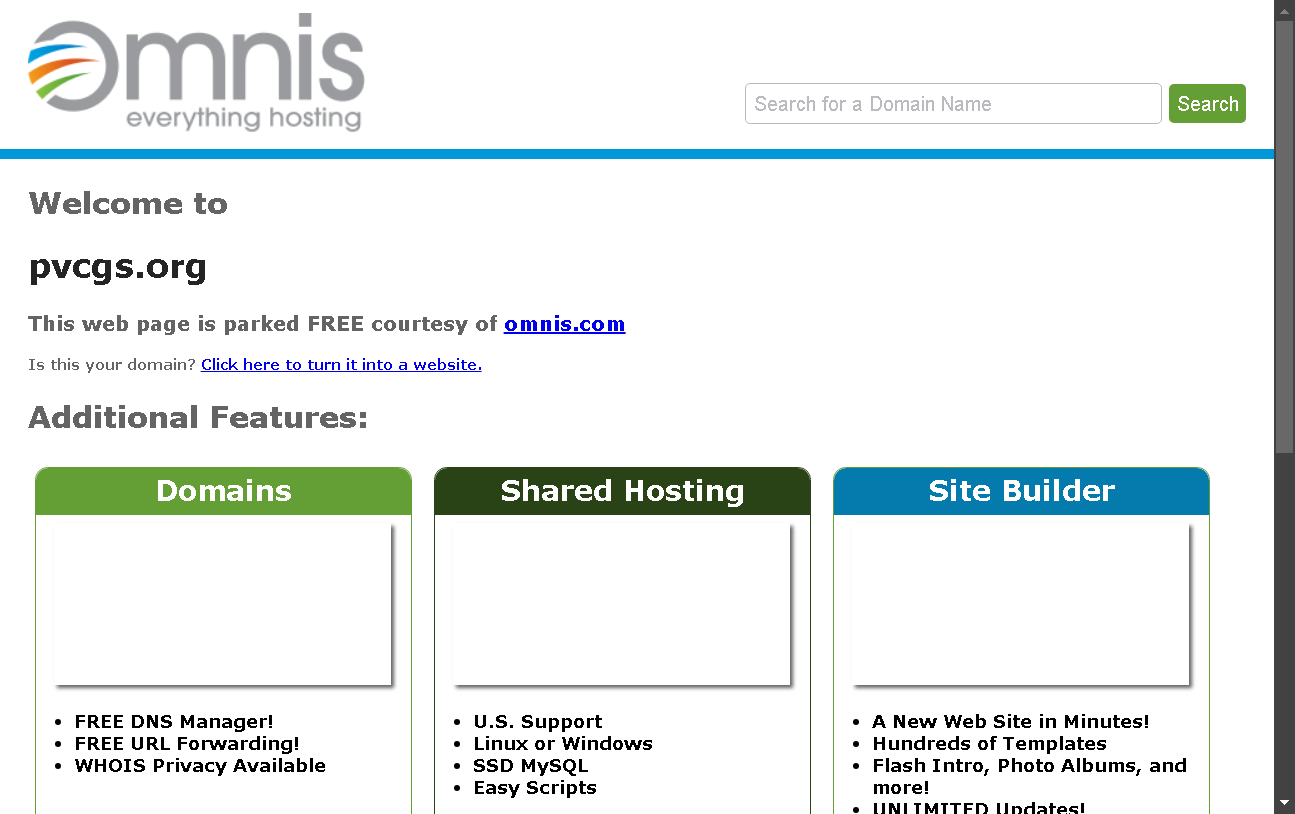 Omnis
everything hosting
Search for a Domain Name
Search
Welcome to
pvcgs.org
This web page is parked FREE courtesy of omnis.com
Is this your domain? Click here to turn it into a website.
Additional Features:
Domains
FREE DNS Manager!
FREE URL Forwarding!
WHOIS Privacy Available
Shared Hosting
U.S. Support
Linux or Windows
SSD MySQL
Easy Scripts
Site Builder
A New Web Site in Minutes!
Hundreds of Templates
Flash Intro, Photo Albums, and
more!
UNLIMITED Updates!